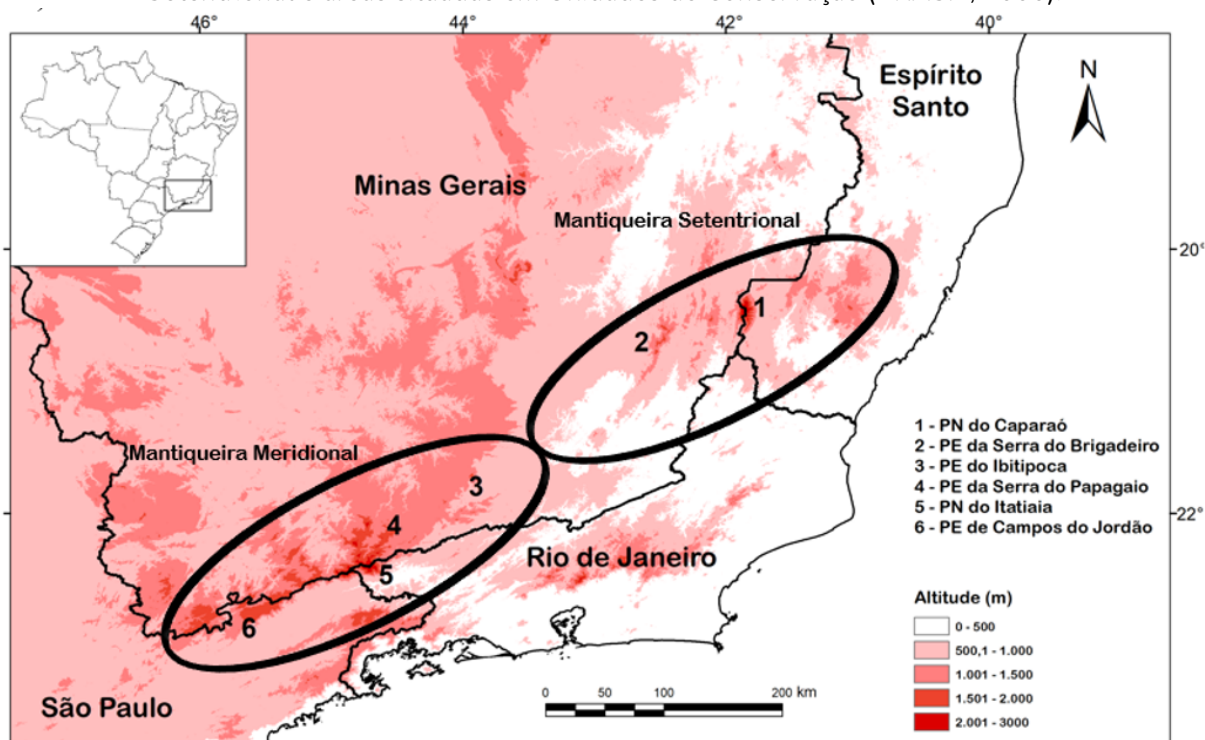 46°
44°
42°
40°
Espírito
Santo
N
Minas Gerais
Mantiqueira Setentrional
20°
1
2
1 - PN do Caparaó
2 - PE da Serra do Brigadeiro
3 - PE do Ibitipoca
4 - PE da Serra do Papagaio
5 - PN do Itatiaia
6 - PE de Campos do Jordão
Mantiqueira Meridional
3
4
22°
Rio de Janeiro
5
6
Altitude (m)
0 - 500
500,1 - 1.000
1.001 - 1.500
1.501 - 2.000
2.001 - 3000
0 50 100 200 km
São Paulo